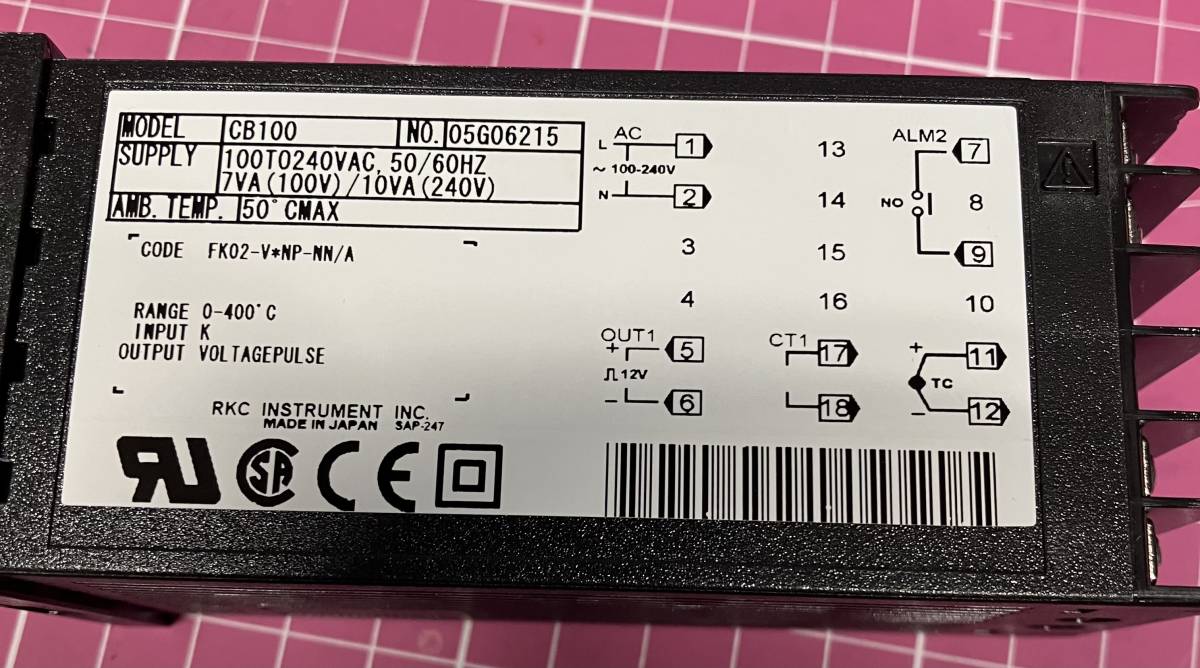 MODEL CB100 NO. 05G06215
SUPPLY 100TO240VAC, 50/60HZ
7VA(100V)/10VA(240V)
AMB. TEMP. 50°CMAX
CODE FK02-V*NP-NN/A
RANGE 0-400°C
INPUT K
OUTPUT VOLTAGEPULSE
RKC INSTRUMENT INC.
MADE IN JAPAN SAP-247
RU SA CE
L AC 1
~ 100-240V
N 2
3
4
OUT1
+ 5
12V
- 6
13
14
15
16
CT1 17
18
ALM2 7
NO 8
9
10
+ 11
TC
- 12